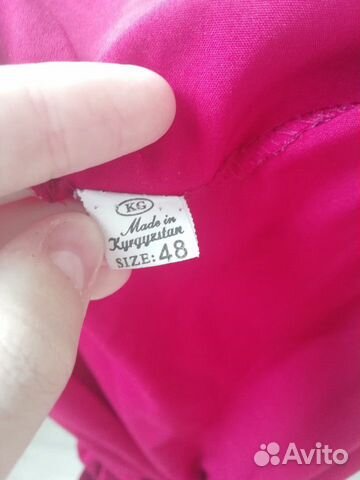 KG
Made in
Kyrgyzstan
SIZE: 48
Avito